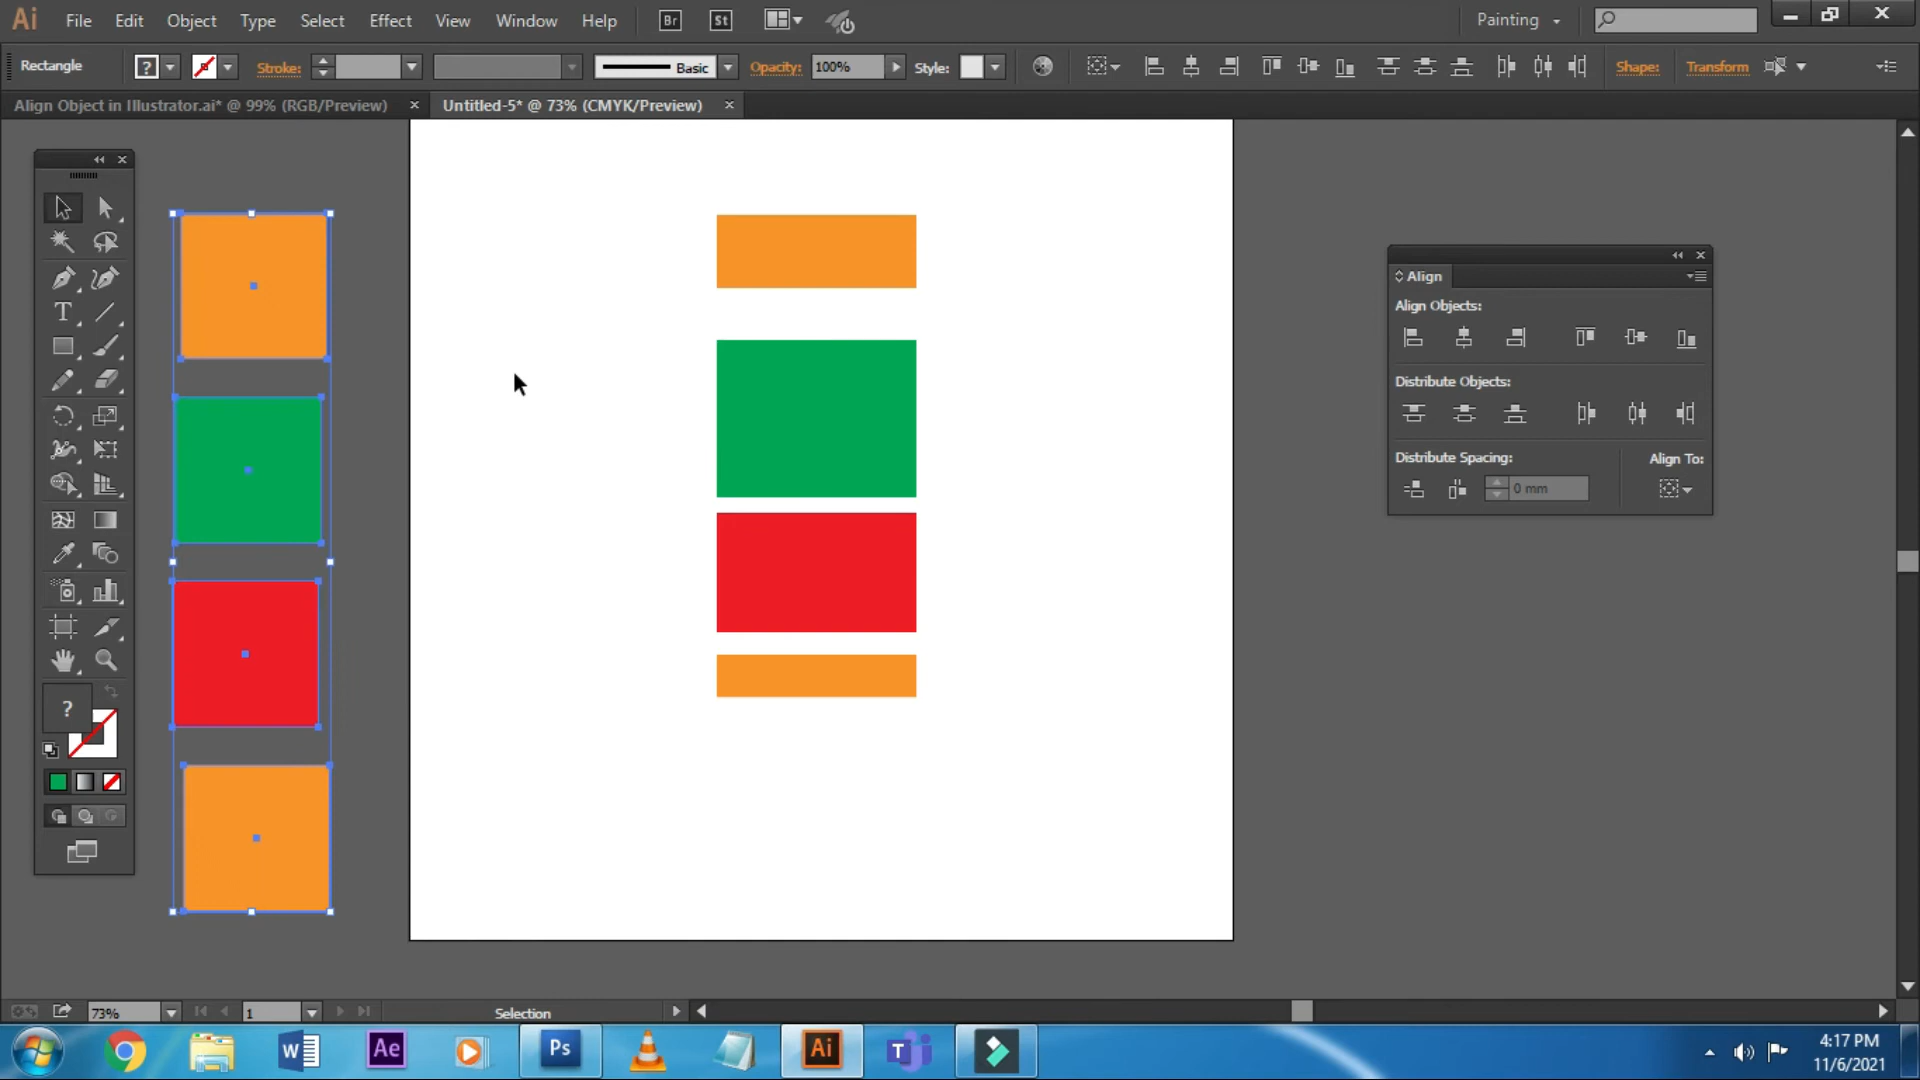 Ai File Edit Object Type Select Effect View Window Help Br St Painting
Rectangle ? Stroke: Basic Opacity: 100% Style: Shape: Transform
Align Object in Illustrator.ai* @ 99% (RGB/Preview) Untitled-5* @ 73% (CMYK/Preview)
Align
Align Objects:
Distribute Objects:
Distribute Spacing: Align To:
0 mm
T
?
73% 1 Selection
W Ae Ps Ai T
4:17 PM
11/6/2021